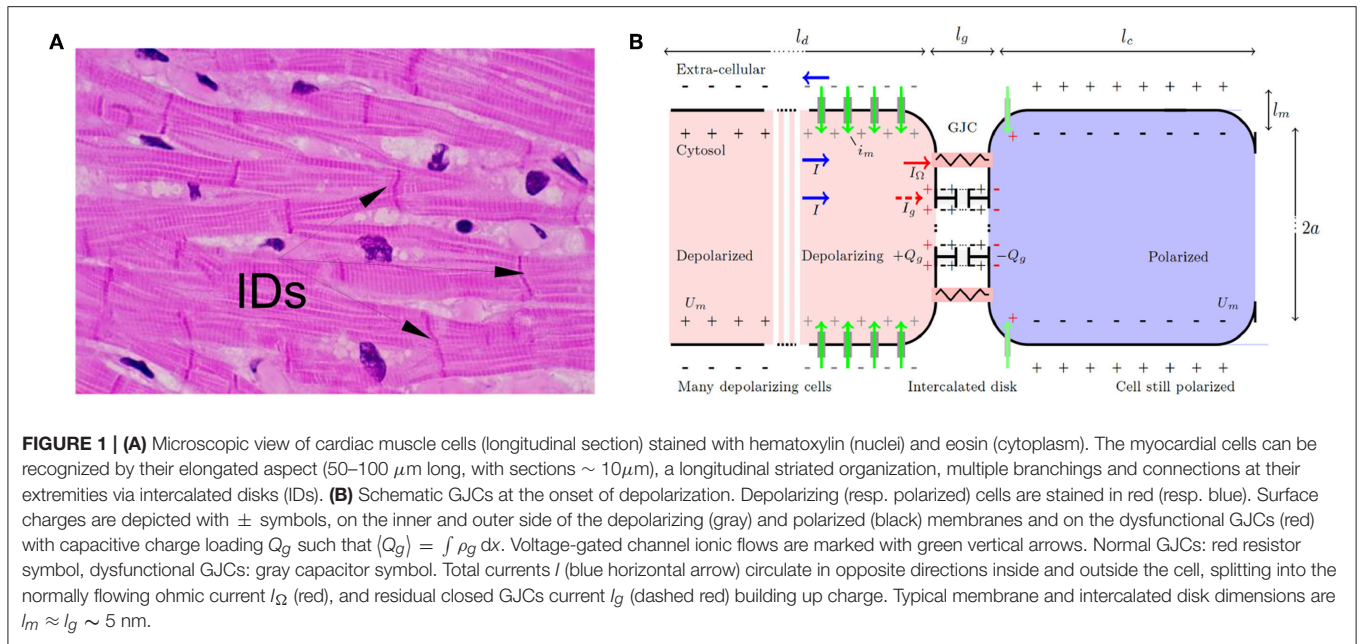 A
IDs
B
l_d
l_g
l_c
Extra-cellular
- - - - - - - - -
+ + + + + + + +
GJC
l_m
+ + + + + + + + + +
+
- - - - - - - -
Cytosol
i_m
I
I_Ω
+ - - + -
I
I_g
+ - - + -
2a
Depolarized
Depolarizing
+Q_g
-Q_g
Polarized
U_m
U_m
+ + + + + + + + + +
+
- - - - - - - -
- - - - - - - - -
+ + + + + + + +
Many depolarizing cells
Intercalated disk
Cell still polarized
FIGURE 1 | (A) Microscopic view of cardiac muscle cells (longitudinal section) stained with hematoxylin (nuclei) and eosin (cytoplasm). The myocardial cells can be
recognized by their elongated aspect (50–100 μm long, with sections ∼ 10μm), a longitudinal striated organization, multiple branchings and connections at their
extremities via intercalated disks (IDs). (B) Schematic GJCs at the onset of depolarization. Depolarizing (resp. polarized) cells are stained in red (resp. blue). Surface
charges are depicted with ± symbols, on the inner and outer side of the depolarizing (gray) and polarized (black) membranes and on the dysfunctional GJCs (red)
with capacitive charge loading Q_g such that ⟨Q_g⟩ = ∫ ρ_g dx. Voltage-gated channel ionic flows are marked with green vertical arrows. Normal GJCs: red resistor
symbol, dysfunctional GJCs: gray capacitor symbol. Total currents I (blue horizontal arrow) circulate in opposite directions inside and outside the cell, splitting into the
normally flowing ohmic current I_Ω (red), and residual closed GJCs current I_g (dashed red) building up charge. Typical membrane and intercalated disk dimensions are
l_m ≈ l_g ∼ 5 nm.